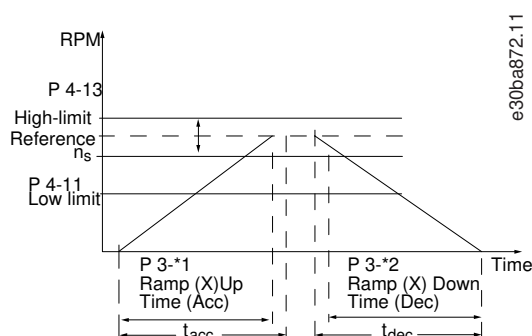 RPM
P 4-13
High-limit
Reference
ns
P 4-11
Low limit
Time
P 3-*1
Ramp (X)Up
Time (Acc)
P 3-*2
Ramp (X) Down
Time (Dec)
tacc
tdec
e30ba872.11